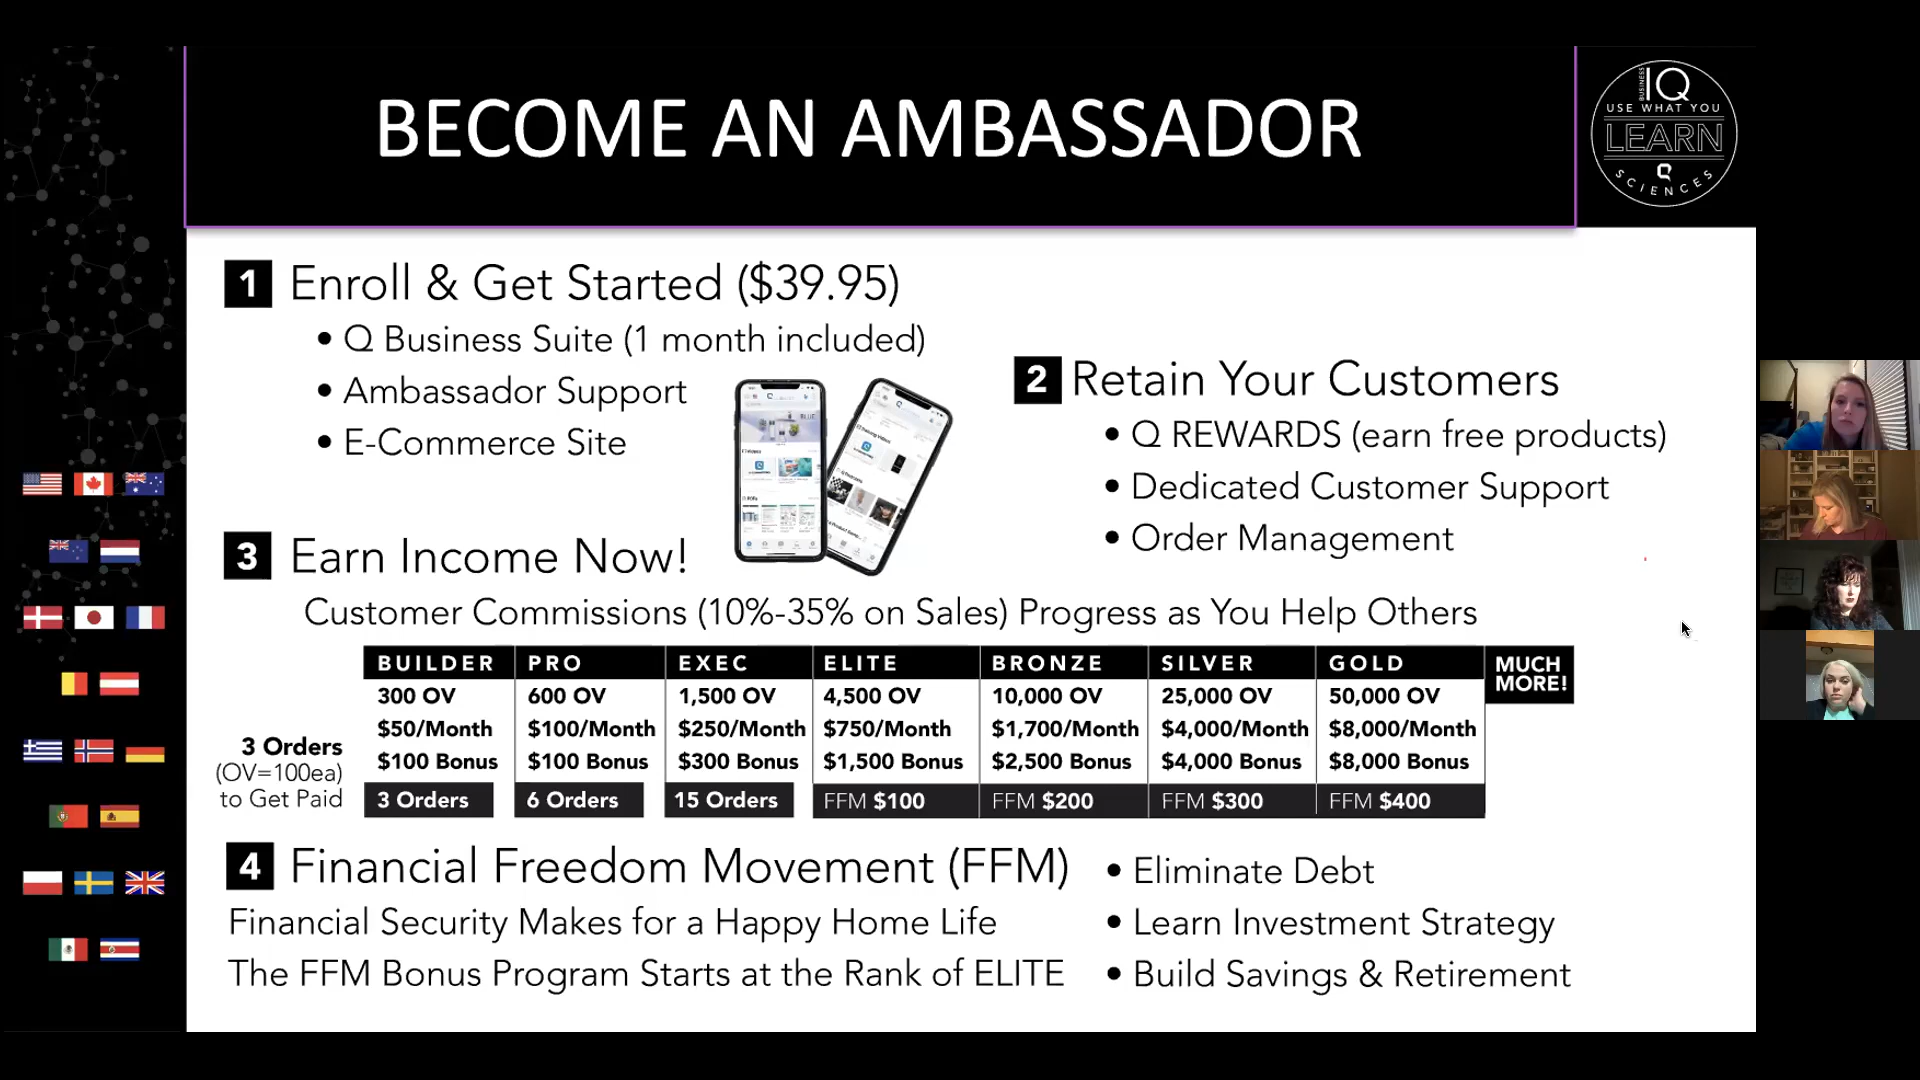 BECOME AN AMBASSADOR
BUSINESS
IQ
USE WHAT YOU
LEARN
Q
SCIENCES
1 Enroll & Get Started ($39.95)
• Q Business Suite (1 month included)
• Ambassador Support
• E-Commerce Site
2 Retain Your Customers
• Q REWARDS (earn free products)
• Dedicated Customer Support
• Order Management
3 Earn Income Now!
Customer Commissions (10%-35% on Sales) Progress as You Help Others
BUILDER PRO EXEC ELITE BRONZE SILVER GOLD MUCH MORE!
300 OV 600 OV 1,500 OV 4,500 OV 10,000 OV 25,000 OV 50,000 OV
$50/Month $100/Month $250/Month $750/Month $1,700/Month $4,000/Month $8,000/Month
$100 Bonus $100 Bonus $300 Bonus $1,500 Bonus $2,500 Bonus $4,000 Bonus $8,000 Bonus
3 Orders 6 Orders 15 Orders FFM $100 FFM $200 FFM $300 FFM $400
3 Orders
(OV=100ea)
to Get Paid
4 Financial Freedom Movement (FFM)
Financial Security Makes for a Happy Home Life
The FFM Bonus Program Starts at the Rank of ELITE
• Eliminate Debt
• Learn Investment Strategy
• Build Savings & Retirement